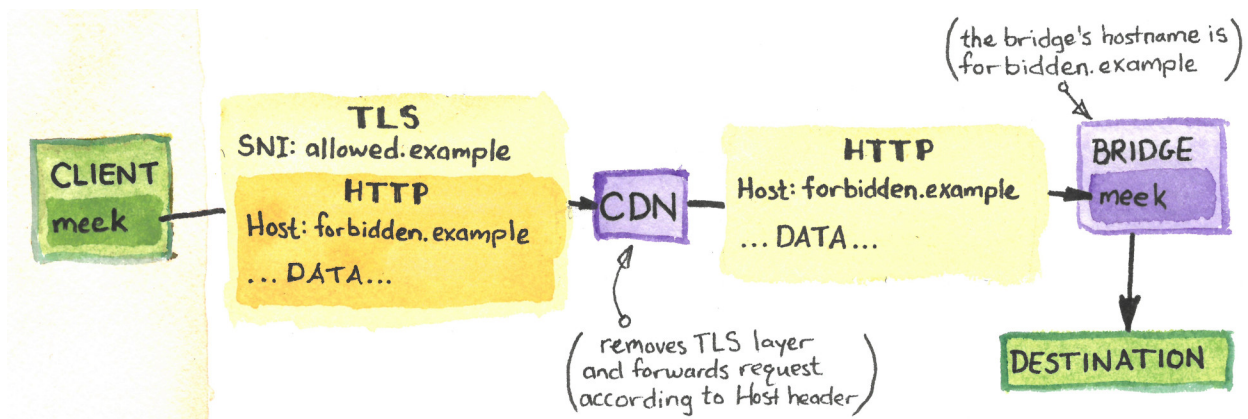 CLIENT
meek
TLS
SNI: allowed.example
HTTP
Host: forbidden.example
...DATA...
CDN
(removes TLS layer
and forwards request
according to Host header)
HTTP
Host: forbidden.example
...DATA...
(the bridge's hostname is
forbidden.example)
BRIDGE
meek
DESTINATION